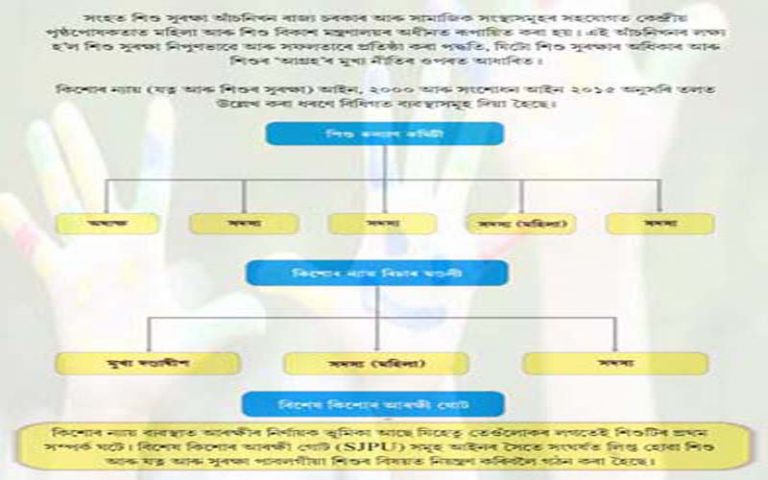 সংহত শিশু সুৰক্ষা আঁচনিখন ৰাজ্য চৰকাৰ আৰু সামাজিক সংস্থাসমূহৰ সহযোগত কেন্দ্ৰীয়
পৃষ্ঠপোষকতাত মহিলা আৰু শিশু বিকাশ মন্ত্ৰণালয়ৰ অধীনত ৰূপায়িত কৰা হয়। এই আঁচনিখনৰ লক্ষ্য
হ'ল শিশু সুৰক্ষা নিপুণতাৰে আৰু সফলতাৰে প্ৰতিষ্ঠা কৰা পদ্ধতি, যিটো শিশু সুৰক্ষাৰ অধিকাৰ আৰু
শিশুৰ 'আগ্ৰহ'ৰ মুখ্য নীতিৰ ওপৰত আধাৰিত।
কিশোৰ ন্যায় (যত্ন আৰু শিশুৰ সুৰক্ষা) আইন, ২০০০ আৰু সংশোধন আইন ২০১৫ অনুসৰি তলত
উল্লেখ কৰা ধৰণে বিধিগত ব্যৱস্থাসমূহ দিয়া হৈছে।
শিশু কল্যাণ কমিটী
অধ্যক্ষ সদস্য সদস্য সদস্য (মহিলা) সদস্য
কিশোৰ ন্যায় বিচাৰ মণ্ডলী
মুখ্য দণ্ডাধীশ সদস্য (মহিলা) সদস্য
বিশেষ কিশোৰ আৰক্ষী গোট
কিশোৰ ন্যায় ব্যৱস্থাত আৰক্ষীৰ নিৰ্ণায়ক ভূমিকা আছে যিহেতু তেওঁলোকৰ লগতেই শিশুটিৰ প্ৰথম
সম্পৰ্ক ঘটে। বিশেষ কিশোৰ আৰক্ষী গোট (SJPU) সমূহ আইনৰ সৈতে সংঘৰ্ষত লিপ্ত হোৱা শিশু
আৰু যত্ন আৰু সুৰক্ষা পাবলগীয়া শিশুৰ বিষয়ত নিয়ন্ত্ৰণ কৰিবলৈ গঠন কৰা হৈছে।